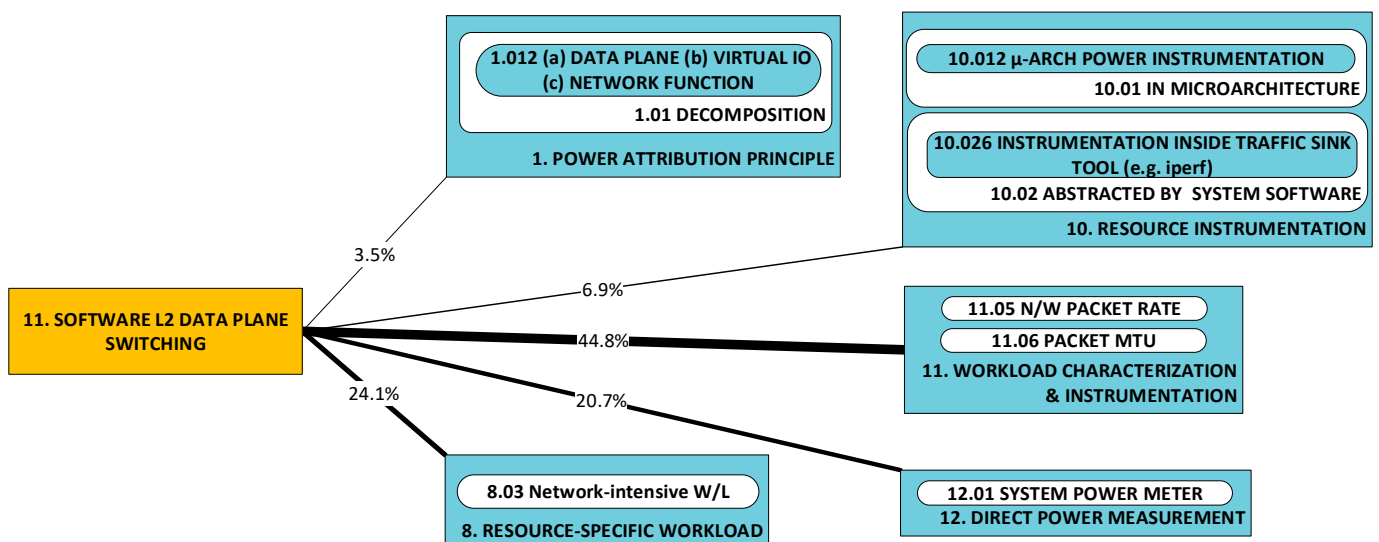 1.012 (a) DATA PLANE (b) VIRTUAL IO
(c) NETWORK FUNCTION
1.01 DECOMPOSITION
1. POWER ATTRIBUTION PRINCIPLE
10.012 µ-ARCH POWER INSTRUMENTATION
10.01 IN MICROARCHITECTURE
10.026 INSTRUMENTATION INSIDE TRAFFIC SINK
TOOL (e.g. iperf)
10.02 ABSTRACTED BY SYSTEM SOFTWARE
10. RESOURCE INSTRUMENTATION
3.5%
6.9%
11. SOFTWARE L2 DATA PLANE
SWITCHING
44.8%
11.05 N/W PACKET RATE
11.06 PACKET MTU
11. WORKLOAD CHARACTERIZATION
& INSTRUMENTATION
24.1%
20.7%
8.03 Network-intensive W/L
8. RESOURCE-SPECIFIC WORKLOAD
12.01 SYSTEM POWER METER
12. DIRECT POWER MEASUREMENT